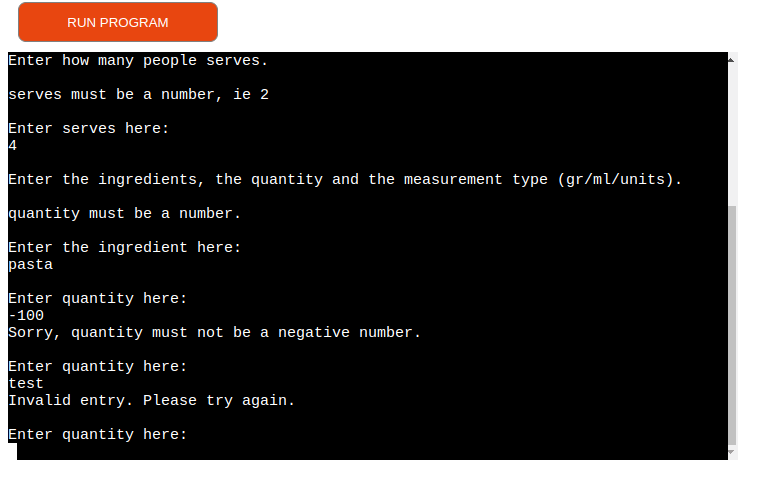 RUN PROGRAM
Enter how many people serves.
serves must be a number, ie 2
Enter serves here:
4
Enter the ingredients, the quantity and the measurement type (gr/ml/units).
quantity must be a number.
Enter the ingredient here:
pasta
Enter quantity here:
-100
Sorry, quantity must not be a negative number.
Enter quantity here:
test
Invalid entry. Please try again.
Enter quantity here: